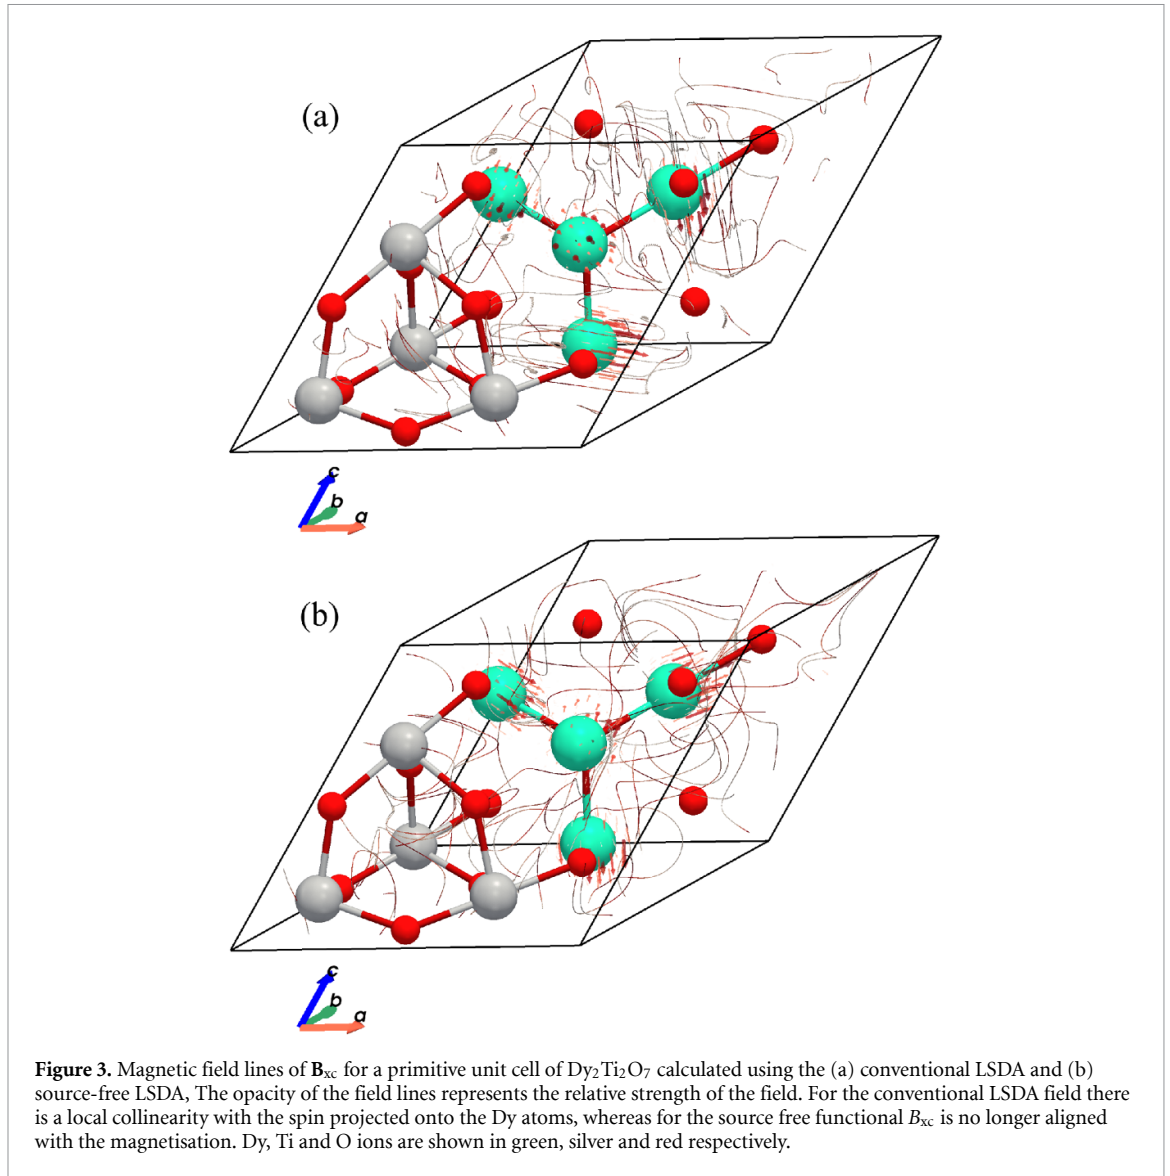 (a)
c
b
a
(b)
c
b
a
Figure 3. Magnetic field lines of Bxc for a primitive unit cell of Dy2Ti2O7 calculated using the (a) conventional LSDA and (b)
source-free LSDA, The opacity of the field lines represents the relative strength of the field. For the conventional LSDA field there
is a local collinearity with the spin projected onto the Dy atoms, whereas for the source free functional Bxc is no longer aligned
with the magnetisation. Dy, Ti and O ions are shown in green, silver and red respectively.